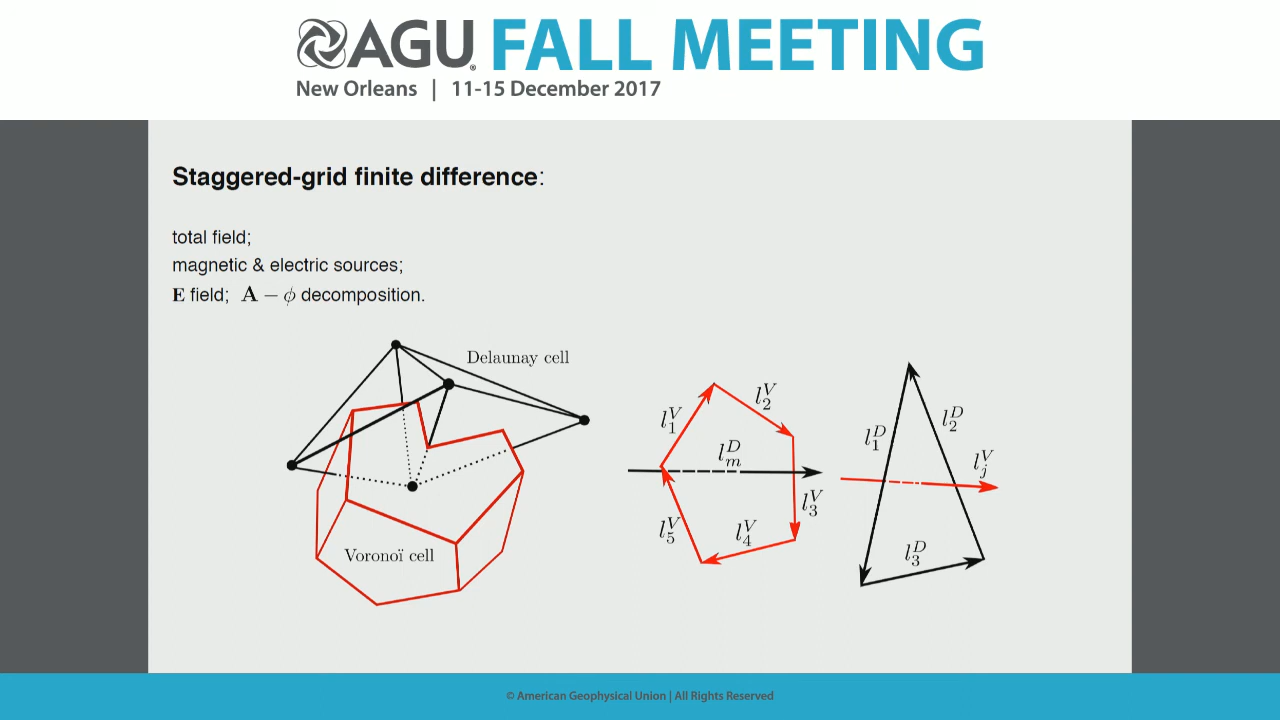 AGU FALL MEETING
New Orleans | 11-15 December 2017
Staggered-grid finite difference:
total field;
magnetic & electric sources;
E field; A − ϕ decomposition.
Delaunay cell
Voronoï cell
l₁ⱽ
l₂ⱽ
lₘᴰ
l₃ⱽ
l₄ⱽ
l₅ⱽ
l₁ᴰ
l₂ᴰ
lⱼⱽ
l₃ᴰ
© American Geophysical Union | All Rights Reserved